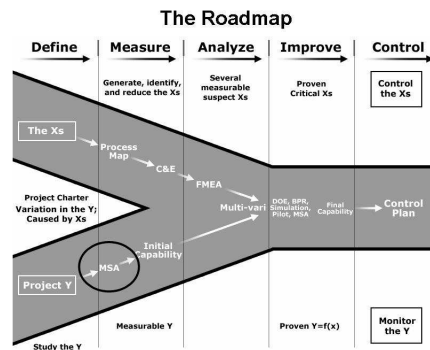 The Roadmap
Define Measure Analyze Improve Control
Generate, identify,
and reduce the Xs
Several
measurable
suspect Xs
Proven
Critical Xs
Control
the Xs
The Xs
Process
Map
C&E
FMEA
Multi-vari
Project Charter
Variation in the Y;
Caused by Xs
DOE, BPR,
Simulation,
Pilot, MSA
Final
Capability
Control
Plan
Initial
Capability
MSA
Project Y
Study the Y
Measurable Y
Proven Y=f(x)
Monitor
the Y